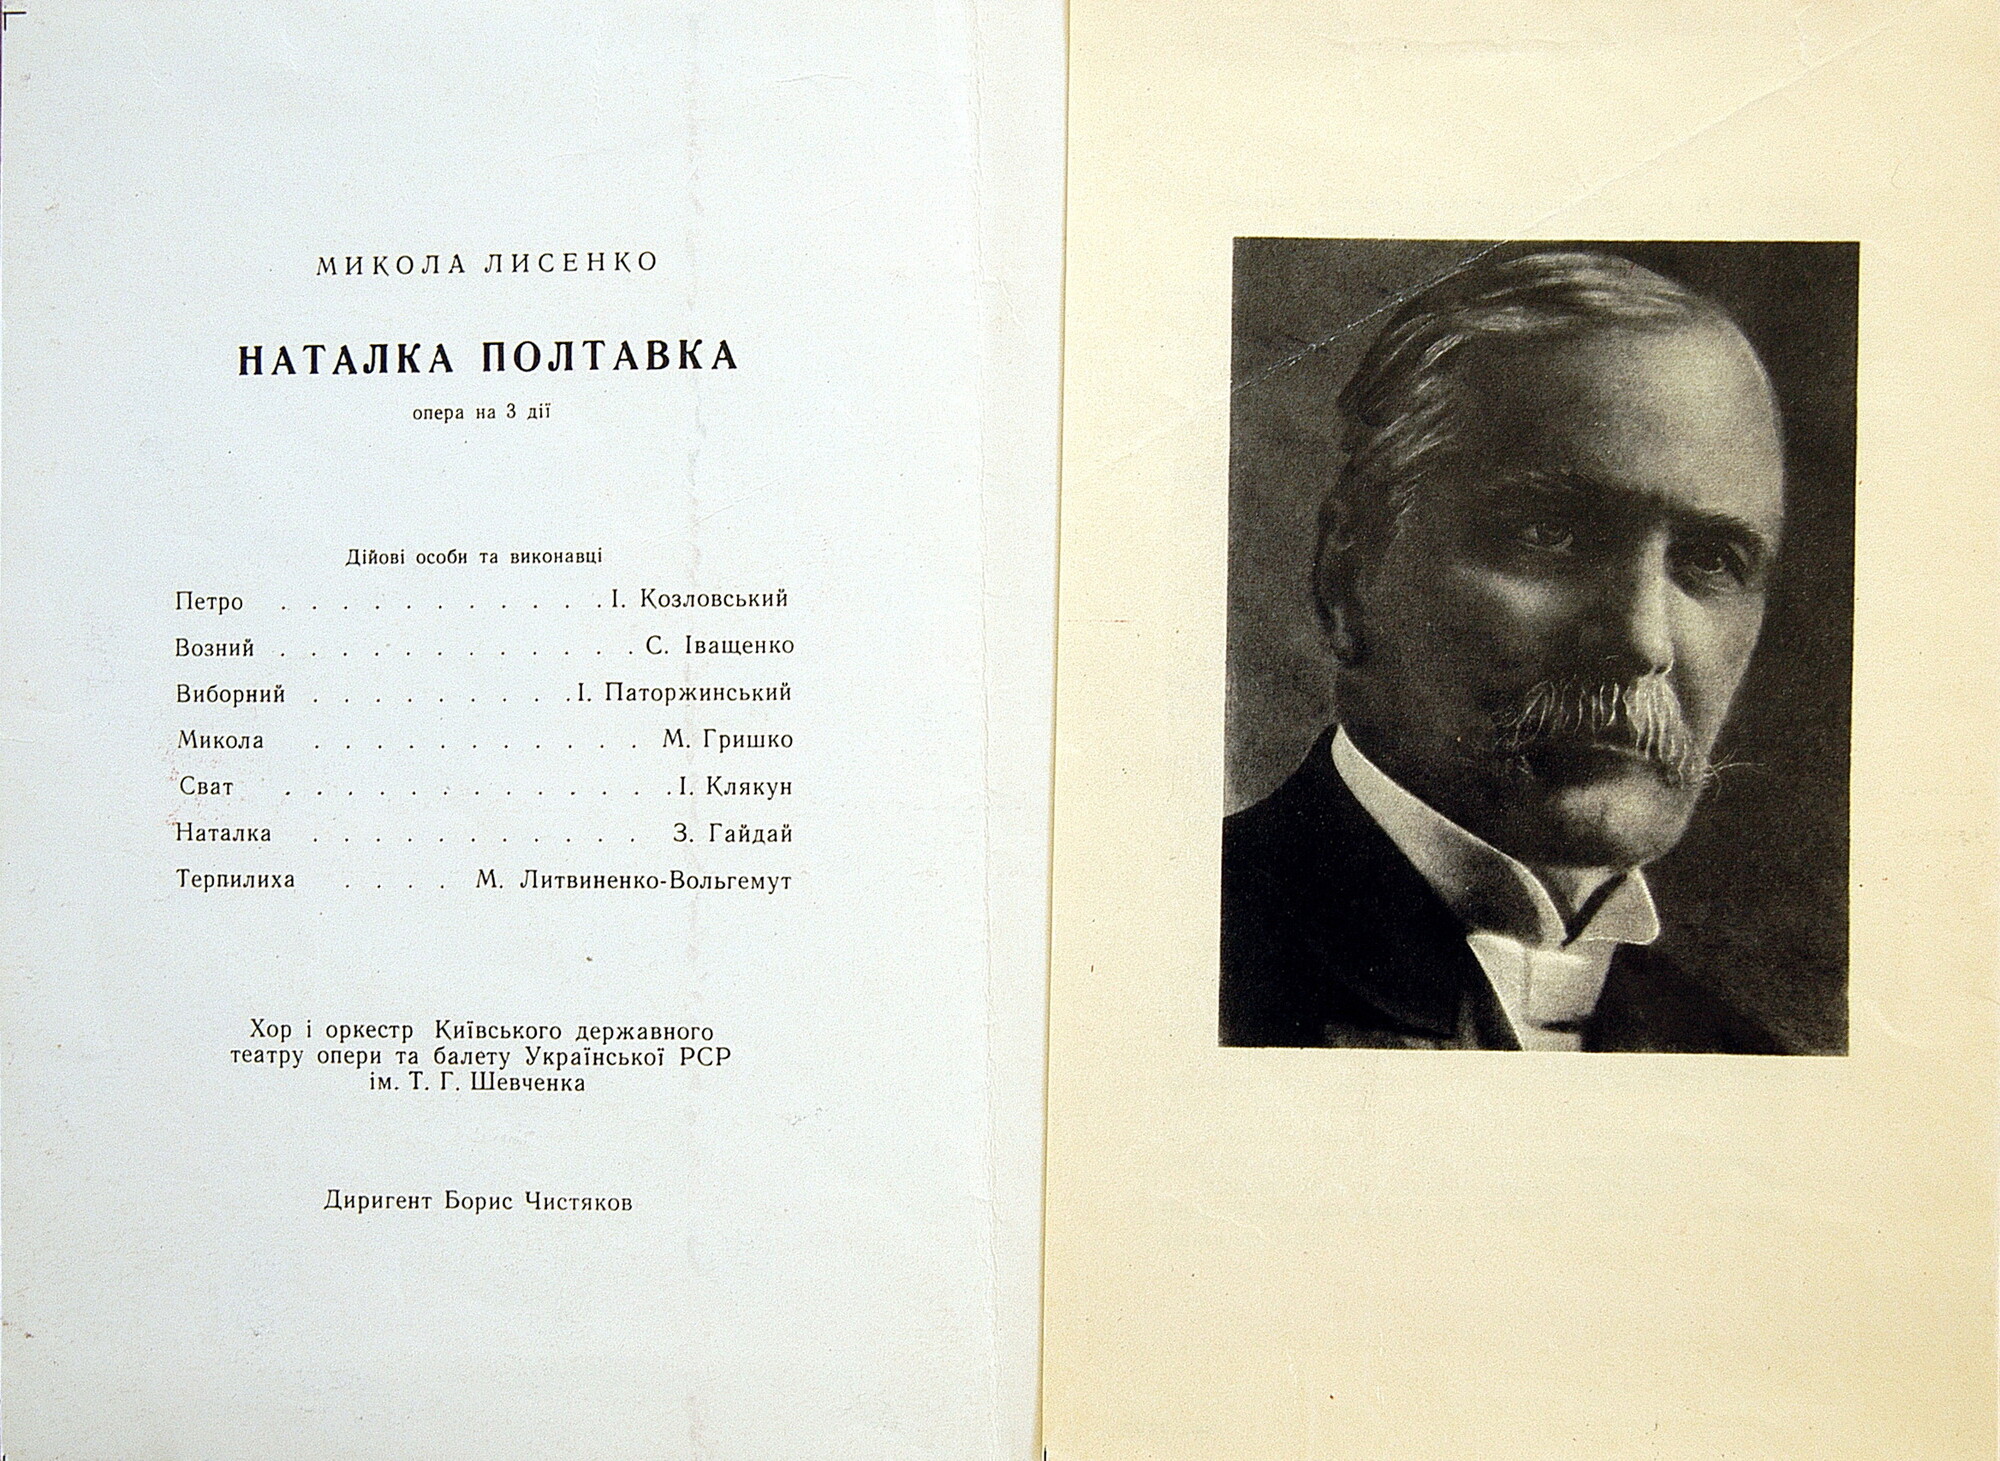 МИКОЛА ЛИСЕНКО
НАТАЛКА ПОЛТАВКА
опера на 3 дії
Дійові особи та виконавці
Петро . . . . . . . . . . . І. Козловський
Возний . . . . . . . . . . . . С. Іващенко
Виборний . . . . . . . . . І. Паторжинський
Микола . . . . . . . . . . . М. Гришко
Сват . . . . . . . . . . . . . І. Клякун
Наталка . . . . . . . . . . . З. Гайдай
Терпилиха . . . . М. Литвиненко-Вольгемут
Хор і оркестр Київського державного
театру опери та балету Української РСР
ім. Т. Г. Шевченка
Диригент Борис Чистяков